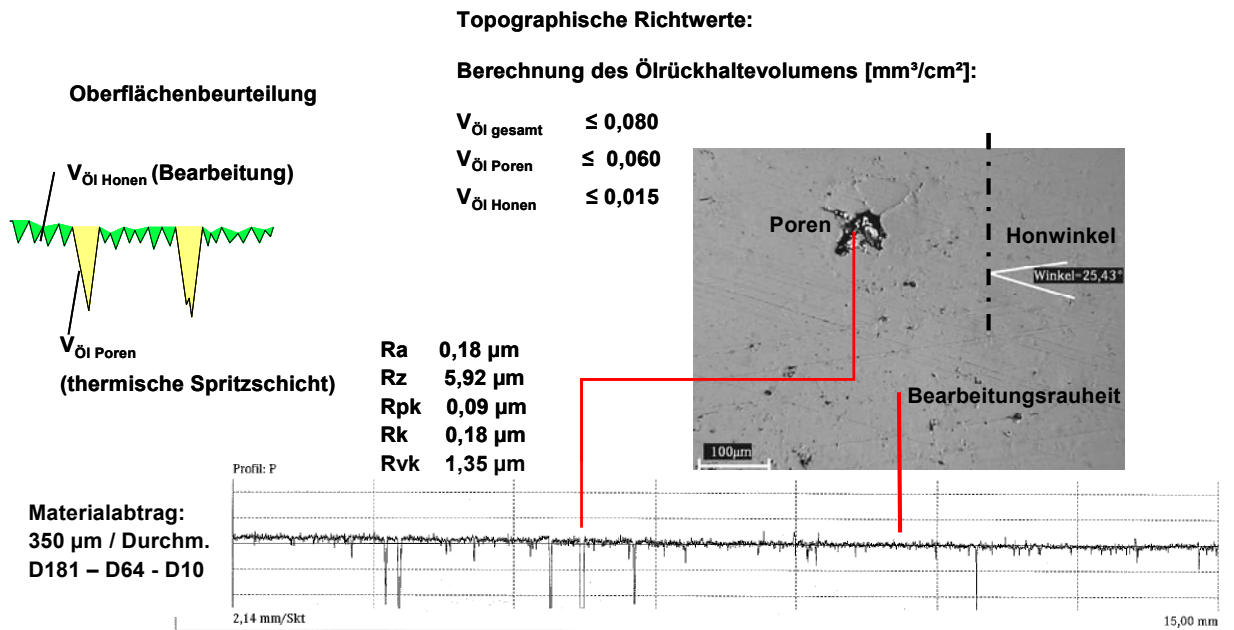 Topographische Richtwerte:
Berechnung des Ölrückhaltevolumens [mm³/cm²]:
Oberflächenbeurteilung
VÖl gesamt ≤ 0,080
VÖl Poren ≤ 0,060
VÖl Honen ≤ 0,015
VÖl Honen (Bearbeitung)
Poren
Honwinkel
Winkel=25,43°
VÖl Poren
(thermische Spritzschicht)
Ra 0,18 µm
Rz 5,92 µm
Rpk 0,09 µm
Rk 0,18 µm
Rvk 1,35 µm
Bearbeitungsrauheit
100µm
Profil: P
Materialabtrag:
350 µm / Durchm.
D181 – D64 - D10
2,14 mm/Skt
15,00 mm